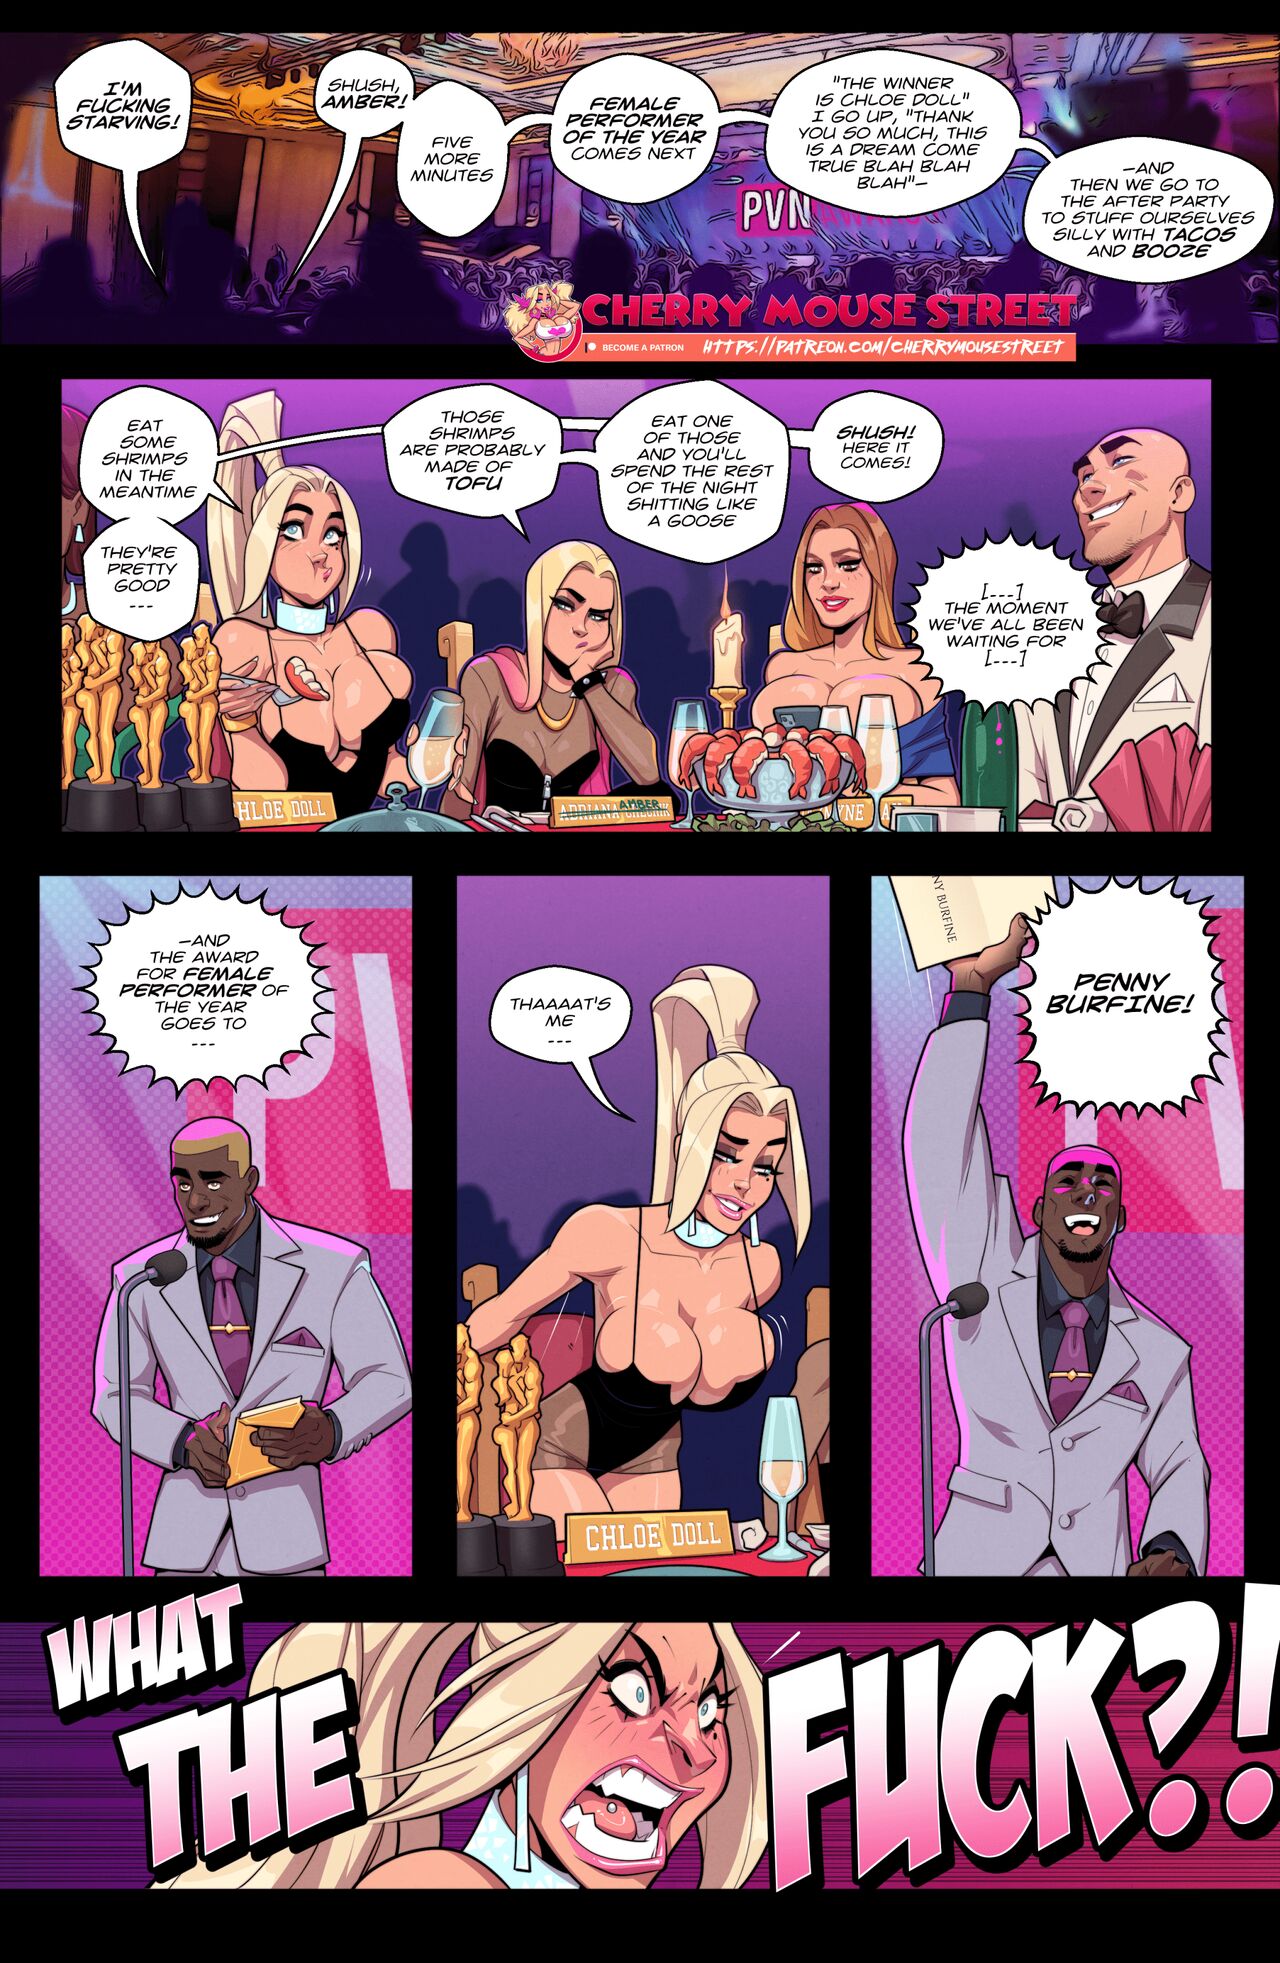 I'M
FUCKING
STARVING!
SHUSH,
AMBER!
FIVE
MORE
MINUTES
FEMALE
PERFORMER
OF THE YEAR
COMES NEXT
"THE WINNER
IS CHLOE DOLL"
I GO UP, "THANK
YOU SO MUCH, THIS
IS A DREAM COME
TRUE BLAH BLAH
BLAH"—
—AND
THEN WE GO TO
THE AFTER PARTY
TO STUFF OURSELVES
SILLY WITH TACOS
AND BOOZE
PVN AWARDS
CHERRY MOUSE STREET
BECOME A PATRON HTTPS://PATREON.COM/CHERRYMOUSESTREET
EAT
SOME
SHRIMPS
IN THE
MEANTIME
THEY'RE
PRETTY
GOOD
---
THOSE
SHRIMPS
ARE PROBABLY
MADE OF
TOFU
EAT ONE
OF THOSE
AND YOU'LL
SPEND THE REST
OF THE NIGHT
SHITTING LIKE
A GOOSE
SHUSH!
HERE IT
COMES!
[---]
THE MOMENT
WE'VE ALL BEEN
WAITING FOR
[---]
CHLOE DOLL
AMBER
ADRIANA CHECHIK
YNE
—AND
THE AWARD
FOR FEMALE
PERFORMER OF
THE YEAR
GOES TO
---
PV
THAAAAT'S
ME
---
CHLOE DOLL
NY BURFINE
PENNY
BURFINE!
WHAT
THE
FUCK?!